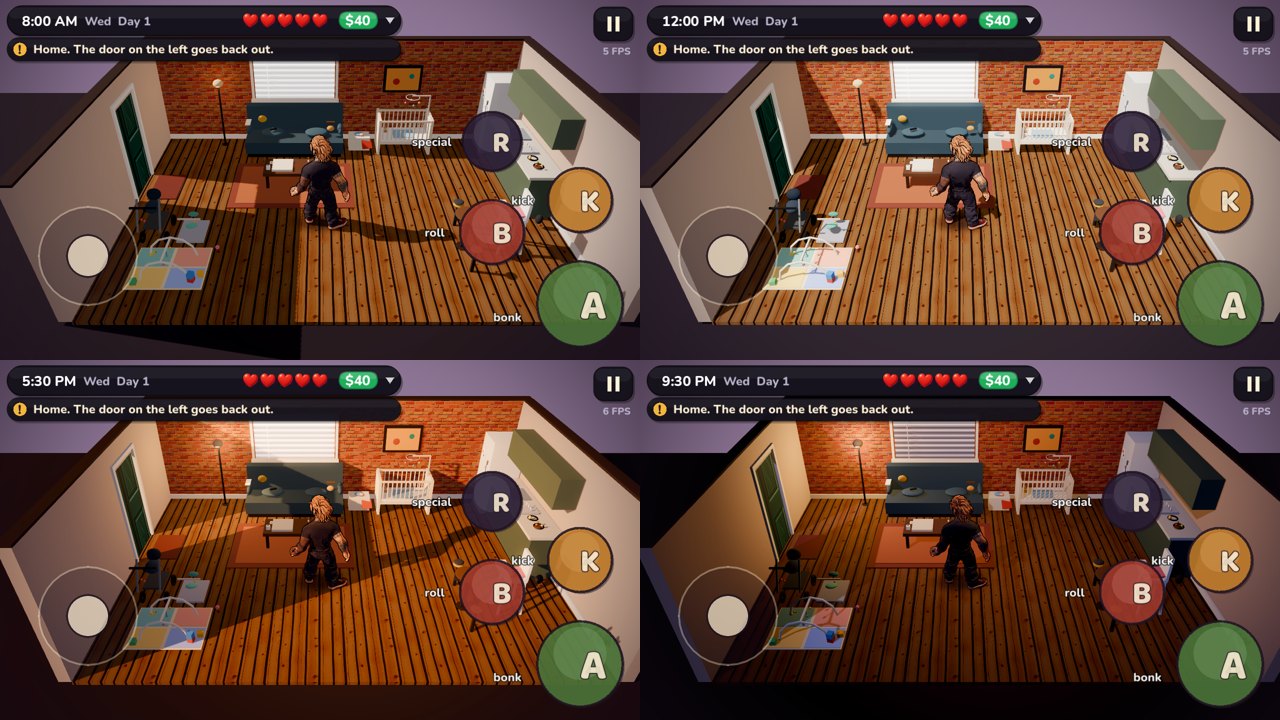 8:00 AM Wed Day 1 $40
5 FPS
Home. The door on the left goes back out.
special
R
kick
K
roll
B
bonk
A
12:00 PM Wed Day 1 $40
5 FPS
Home. The door on the left goes back out.
special
R
kick
K
roll
B
bonk
A
5:30 PM Wed Day 1 $40
6 FPS
Home. The door on the left goes back out.
special
R
kick
K
roll
B
bonk
A
9:30 PM Wed Day 1 $40
6 FPS
Home. The door on the left goes back out.
special
R
kick
K
roll
B
bonk
A